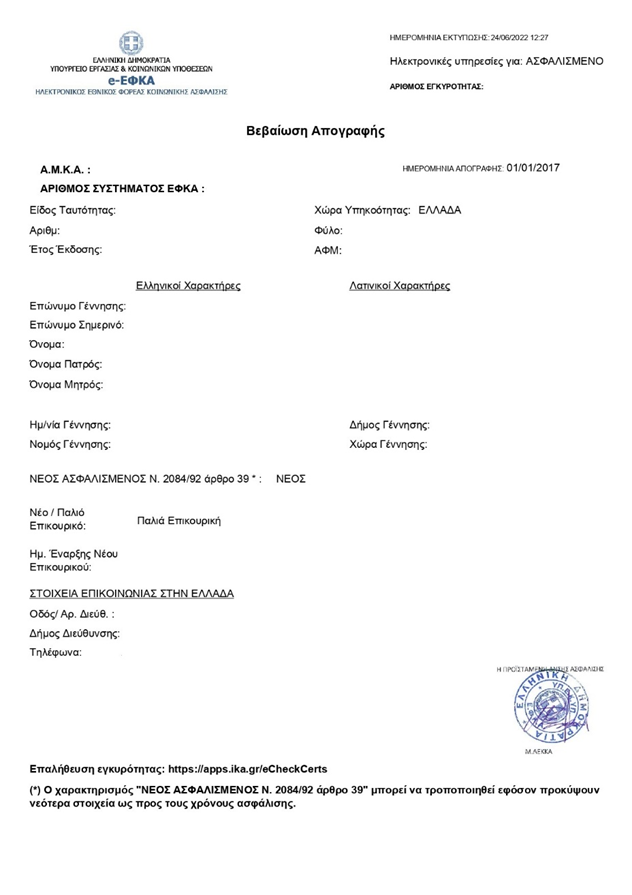 ΗΜΕΡΟΜΗΝΙΑ ΕΚΤΥΠΩΣΗΣ: 24/06/2022 12:27
ΕΛΛΗΝΙΚΗ ΔΗΜΟΚΡΑΤΙΑ
ΥΠΟΥΡΓΕΙΟ ΕΡΓΑΣΙΑΣ & ΚΟΙΝΩΝΙΚΩΝ ΥΠΟΘΕΣΕΩΝ
e-ΕΦΚΑ
ΗΛΕΚΤΡΟΝΙΚΟΣ ΕΘΝΙΚΟΣ ΦΟΡΕΑΣ ΚΟΙΝΩΝΙΚΗΣ ΑΣΦΑΛΙΣΗΣ
Ηλεκτρονικές υπηρεσίες για: ΑΣΦΑΛΙΣΜΕΝΟ
ΑΡΙΘΜΟΣ ΕΓΚΥΡΟΤΗΤΑΣ:
Βεβαίωση Απογραφής
Α.Μ.Κ.Α. : ΗΜΕΡΟΜΗΝΙΑ ΑΠΟΓΡΑΦΗΣ: 01/01/2017
ΑΡΙΘΜΟΣ ΣΥΣΤΗΜΑΤΟΣ ΕΦΚΑ :
Είδος Ταυτότητας: Χώρα Υπηκοότητας: ΕΛΛΑΔΑ
Αριθμ: Φύλο:
Έτος Έκδοσης: ΑΦΜ:
Ελληνικοί Χαρακτήρες Λατινικοί Χαρακτήρες
Επώνυμο Γέννησης:
Επώνυμο Σημερινό:
Όνομα:
Όνομα Πατρός:
Όνομα Μητρός:
Ημ/νία Γέννησης: Δήμος Γέννησης:
Νομός Γέννησης: Χώρα Γέννησης:
ΝΕΟΣ ΑΣΦΑΛΙΣΜΕΝΟΣ Ν. 2084/92 άρθρο 39 * : ΝΕΟΣ
Νέο / Παλιό
Επικουρικό: Παλιά Επικουρική
Ημ. Έναρξης Νέου
Επικουρικού:
ΣΤΟΙΧΕΙΑ ΕΠΙΚΟΙΝΩΝΙΑΣ ΣΤΗΝ ΕΛΛΑΔΑ
Οδός/ Αρ. Διεύθ. :
Δήμος Διεύθυνσης:
Τηλέφωνα:
Η ΠΡΟΪΣΤΑΜΕΝΗ ΑΣΦΑΛΙΣΗΣ
ΕΛΛΗΝΙΚΗ ΔΗΜΟΚΡΑΤΙΑ
Μ.ΛΕΚΚΑ
Επαλήθευση εγκυρότητας: https://apps.ika.gr/eCheckCerts
(*) Ο χαρακτηρισμός "ΝΕΟΣ ΑΣΦΑΛΙΣΜΕΝΟΣ Ν. 2084/92 άρθρο 39" μπορεί να τροποποιηθεί εφόσον προκύψουν
νεότερα στοιχεία ως προς τους χρόνους ασφάλισης.